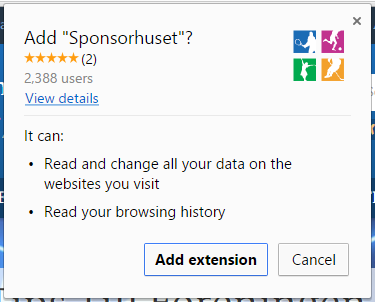 Add "Sponsorhuset"?
(2)
2,388 users
View details
It can:
• Read and change all your data on the
websites you visit
• Read your browsing history
Add extension
Cancel